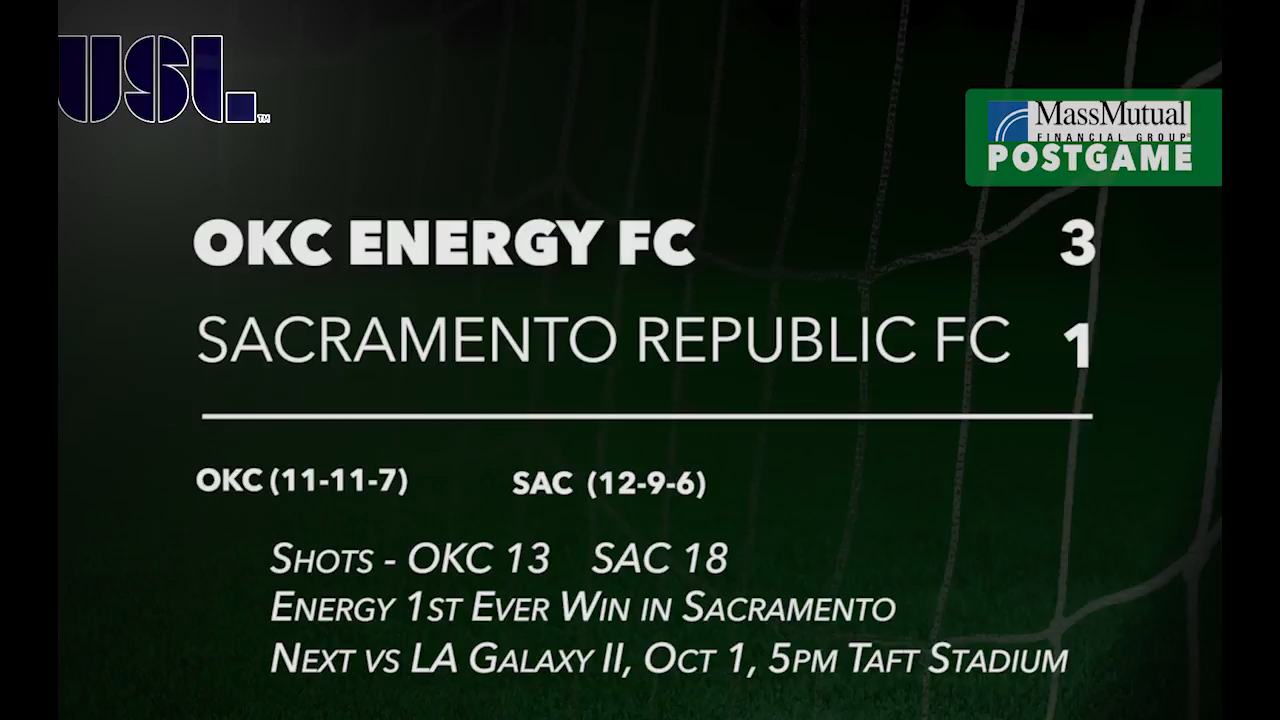 USL™
MassMutual
FINANCIAL GROUP®
POSTGAME
OKC ENERGY FC 3
SACRAMENTO REPUBLIC FC 1
OKC (11-11-7) SAC (12-9-6)
SHOTS - OKC 13 SAC 18
ENERGY 1ST EVER WIN IN SACRAMENTO
NEXT VS LA GALAXY II, OCT 1, 5PM TAFT STADIUM